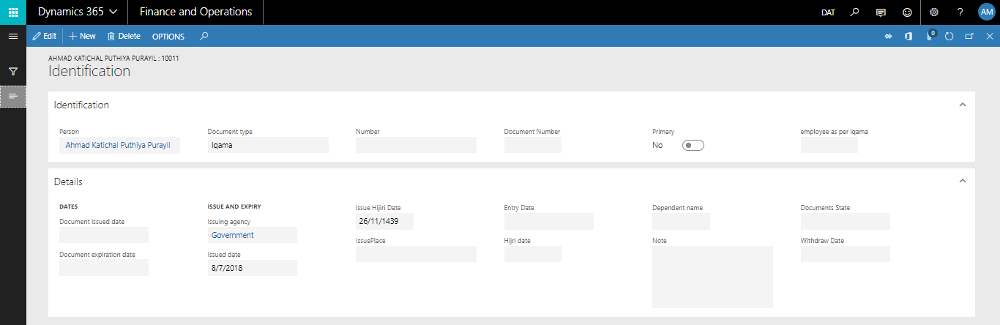 Dynamics 365 Finance and Operations DAT ? AM
Edit New Delete OPTIONS 0
AHMAD KATICHAL PUTHIYA PURAYIL : 10011
Identification
Identification
Person Document type Number Document Number Primary employee as per iqama
Ahmad Katichal Puthiya Purayil Iqama No
Details
DATES ISSUE AND EXPIRY issue Hijiri Date Entry Date Dependent name Documents State
Document issued date Issuing agency 26/11/1439
Government
IssuePlace Hijri date Note Withdraw Date
Document expiration date Issued date
8/7/2018